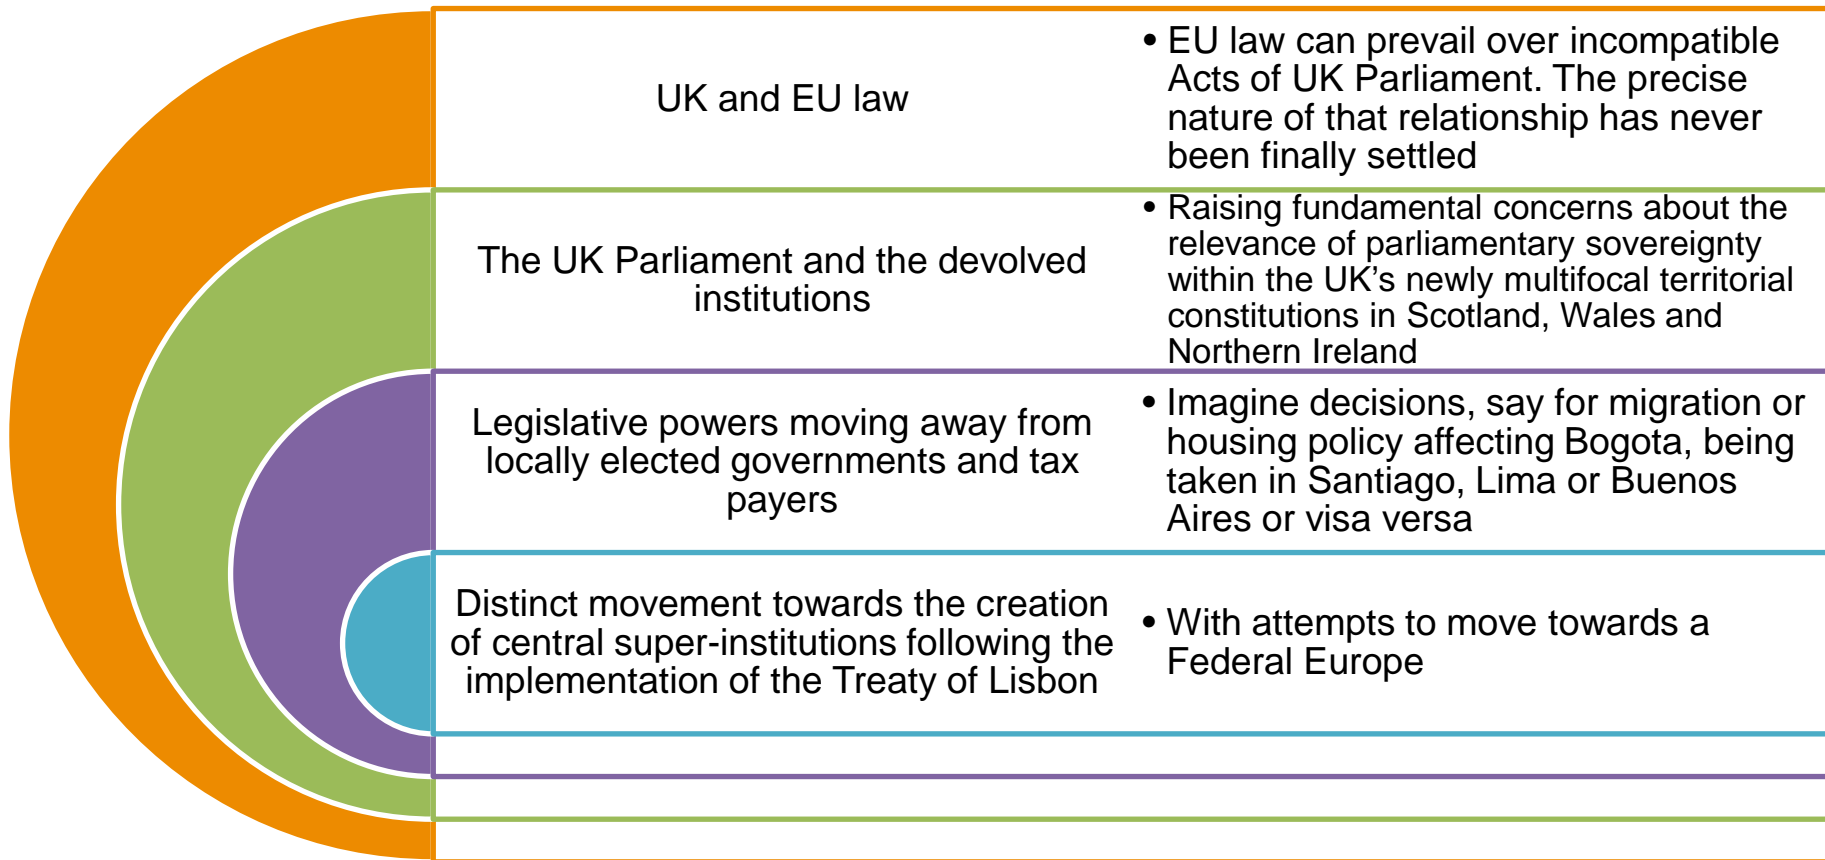 UK and EU law
• EU law can prevail over incompatible
Acts of UK Parliament. The precise
nature of that relationship has never
been finally settled
The UK Parliament and the devolved
institutions
• Raising fundamental concerns about the
relevance of parliamentary sovereignty
within the UK’s newly multifocal territorial
constitutions in Scotland, Wales and
Northern Ireland
Legislative powers moving away from
locally elected governments and tax
payers
• Imagine decisions, say for migration or
housing policy affecting Bogota, being
taken in Santiago, Lima or Buenos
Aires or visa versa
Distinct movement towards the creation
of central super-institutions following the
implementation of the Treaty of Lisbon
• With attempts to move towards a
Federal Europe